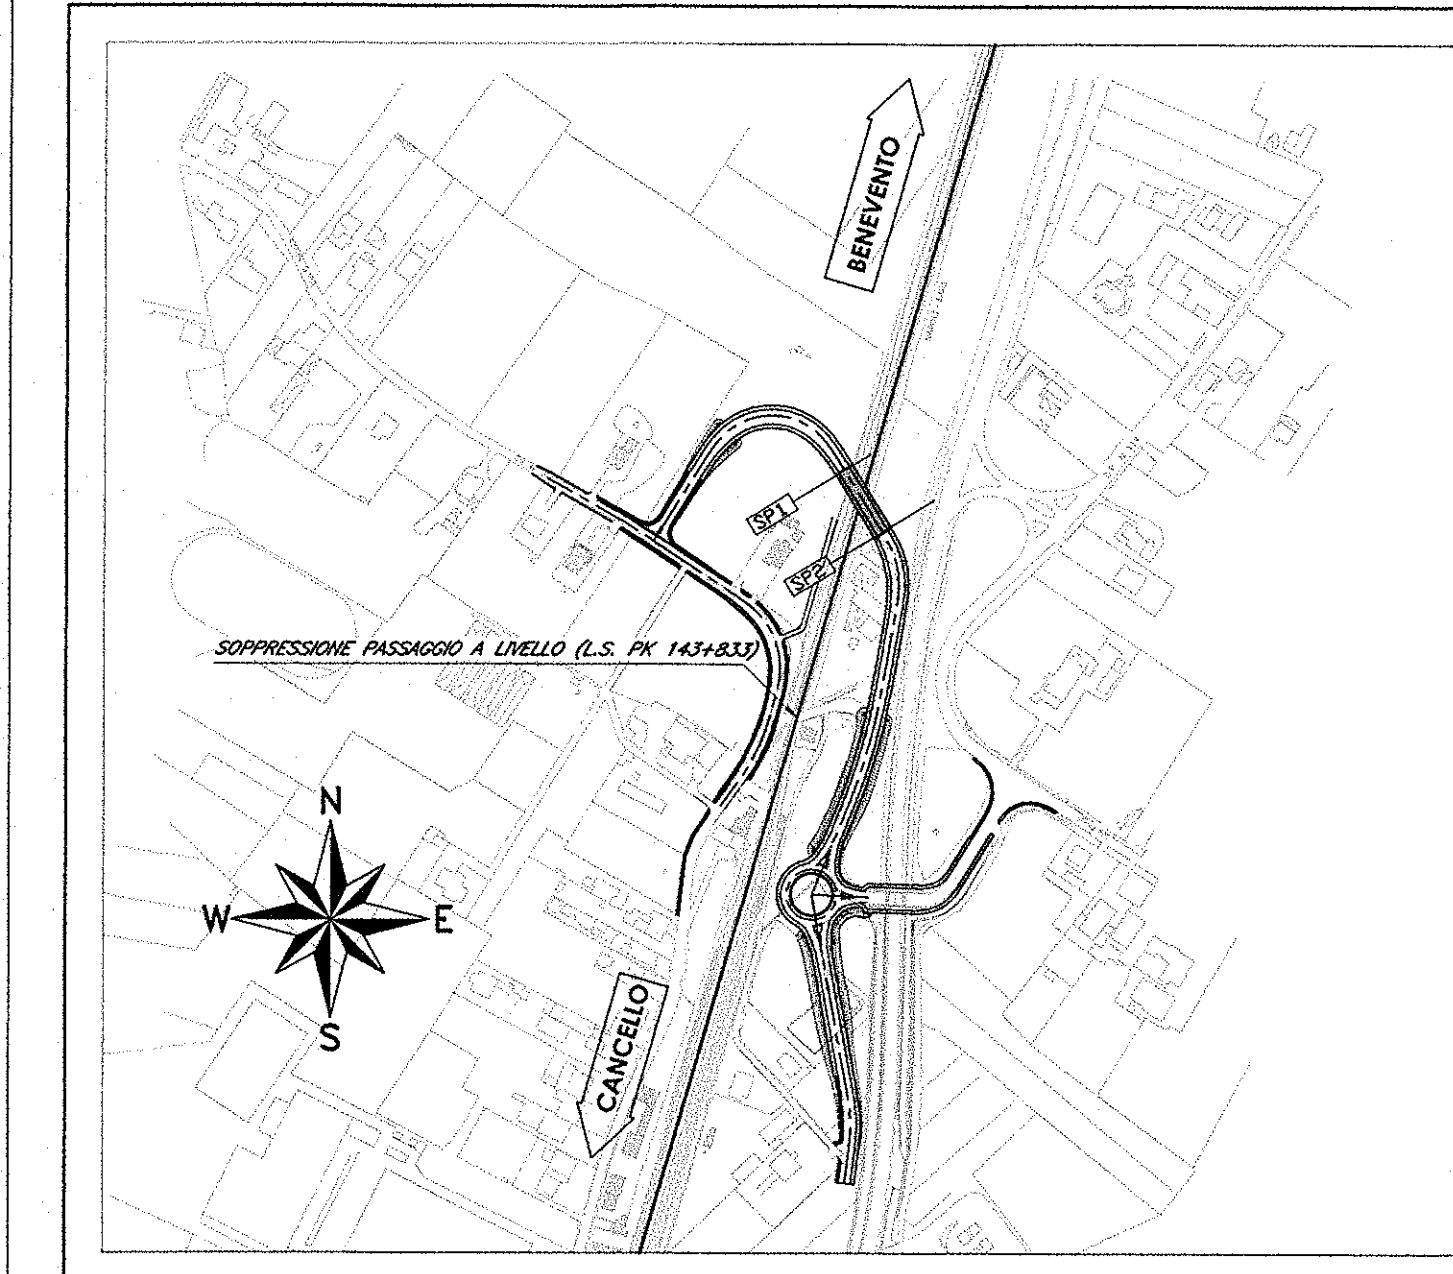 BENEVENTO
SP1
SP2
SOPPRESSIONE PASSAGGIO A LIVELLO (L.S. PK 143+833)
N
W
E
S
CANCELLO